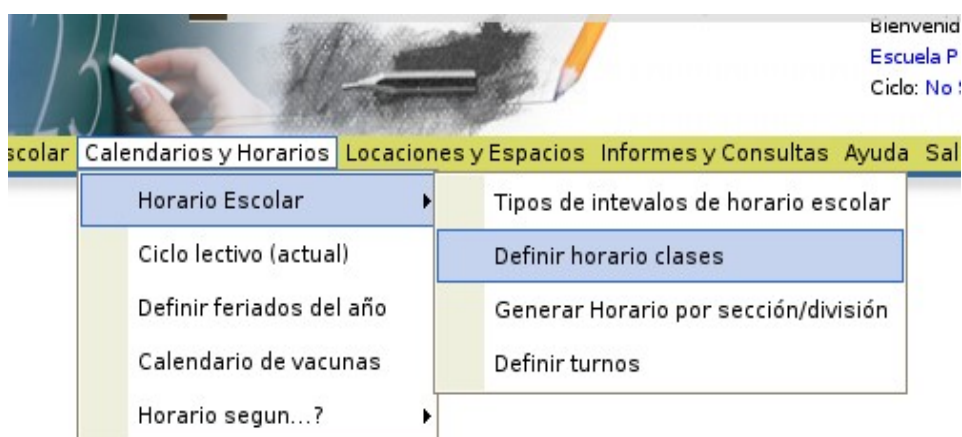 Bienvenid
Escuela P
Ciclo: No S
scolar Calendarios y Horarios Locaciones y Espacios Informes y Consultas Ayuda Sal
Horario Escolar
Ciclo lectivo (actual)
Definir feriados del año
Calendario de vacunas
Horario segun...?
Tipos de intevalos de horario escolar
Definir horario clases
Generar Horario por sección/división
Definir turnos